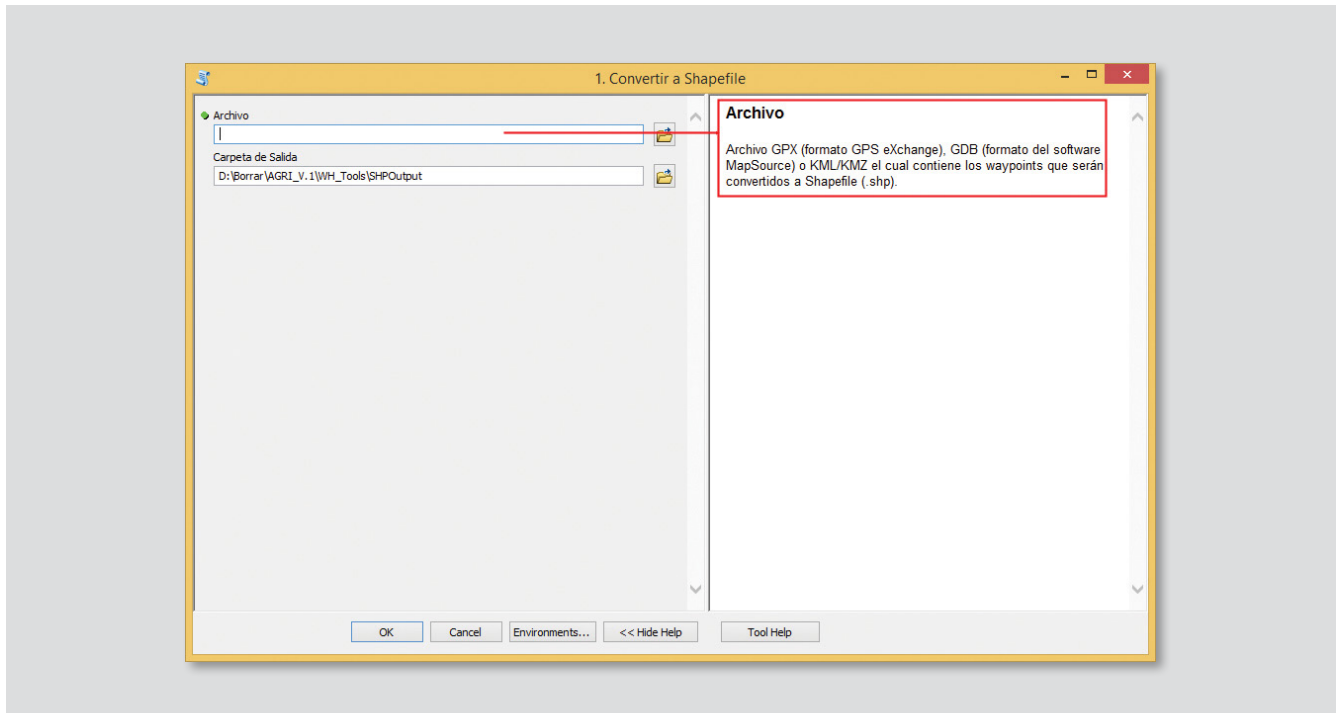 1. Convertir a Shapefile
Archivo
Carpeta de Salida
D:\Borrar\AGRI_V.1\WH_Tools\SHPOutput
Archivo
Archivo GPX (formato GPS eXchange), GDB (formato del software
MapSource) o KML/KMZ el cual contiene los waypoints que serán
convertidos a Shapefile (.shp).
OK
Cancel
Environments...
<< Hide Help
Tool Help